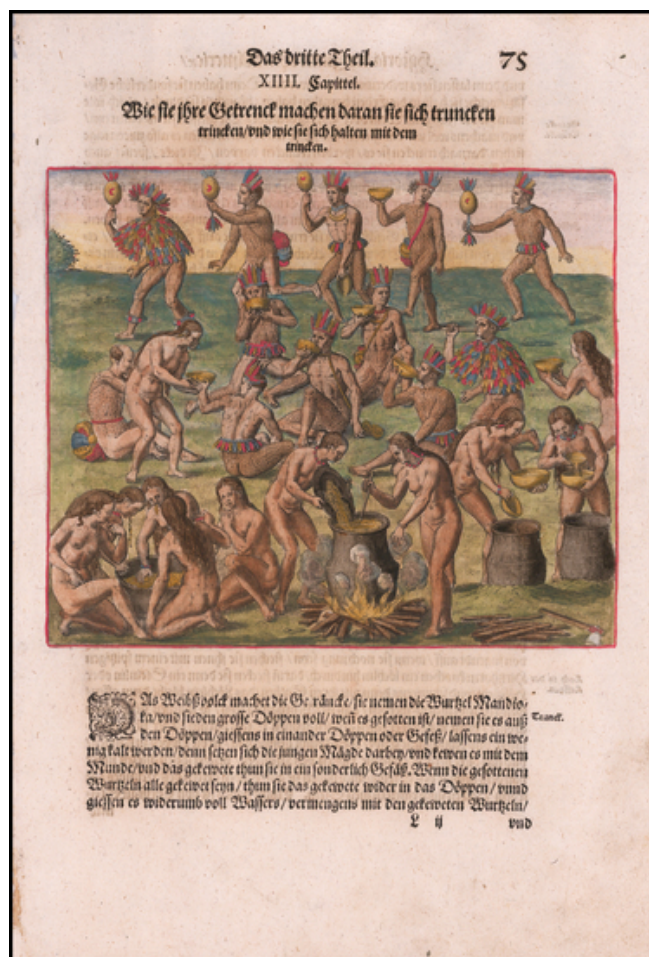 Das dritte Theil. 75
XIIII. Capittel.
Wie sie jhre Getrenck machen daran sie sich truncken
trincken/vnd wie sie sich halten mit dem
trincken.
DAs Weibßvolck machet die Geträncke/sie nemen die Wurtzel Mandio-
ka/vnd sieden grosse Döppen voll/wenn es gesotten ist/nemen sie es auß
den Döppen/giessens in einander Döppen oder Gefeß/lassens ein we-
nig kalt werden/denn setzen sich die jungen Mägde darbey/vnd kewen es mit dem
Munde/vnd das gekewete thun sie in ein sonderlich Gefäß. Wenn die gesottenen
Wurtzeln alle gekewet seyn/thun sie das gekewete wider in das Döppen/vnnd
giessen es widerumb voll Wassers/vermengens mit den gekeweten Wurtzeln/
Tranck.
L ij vnd